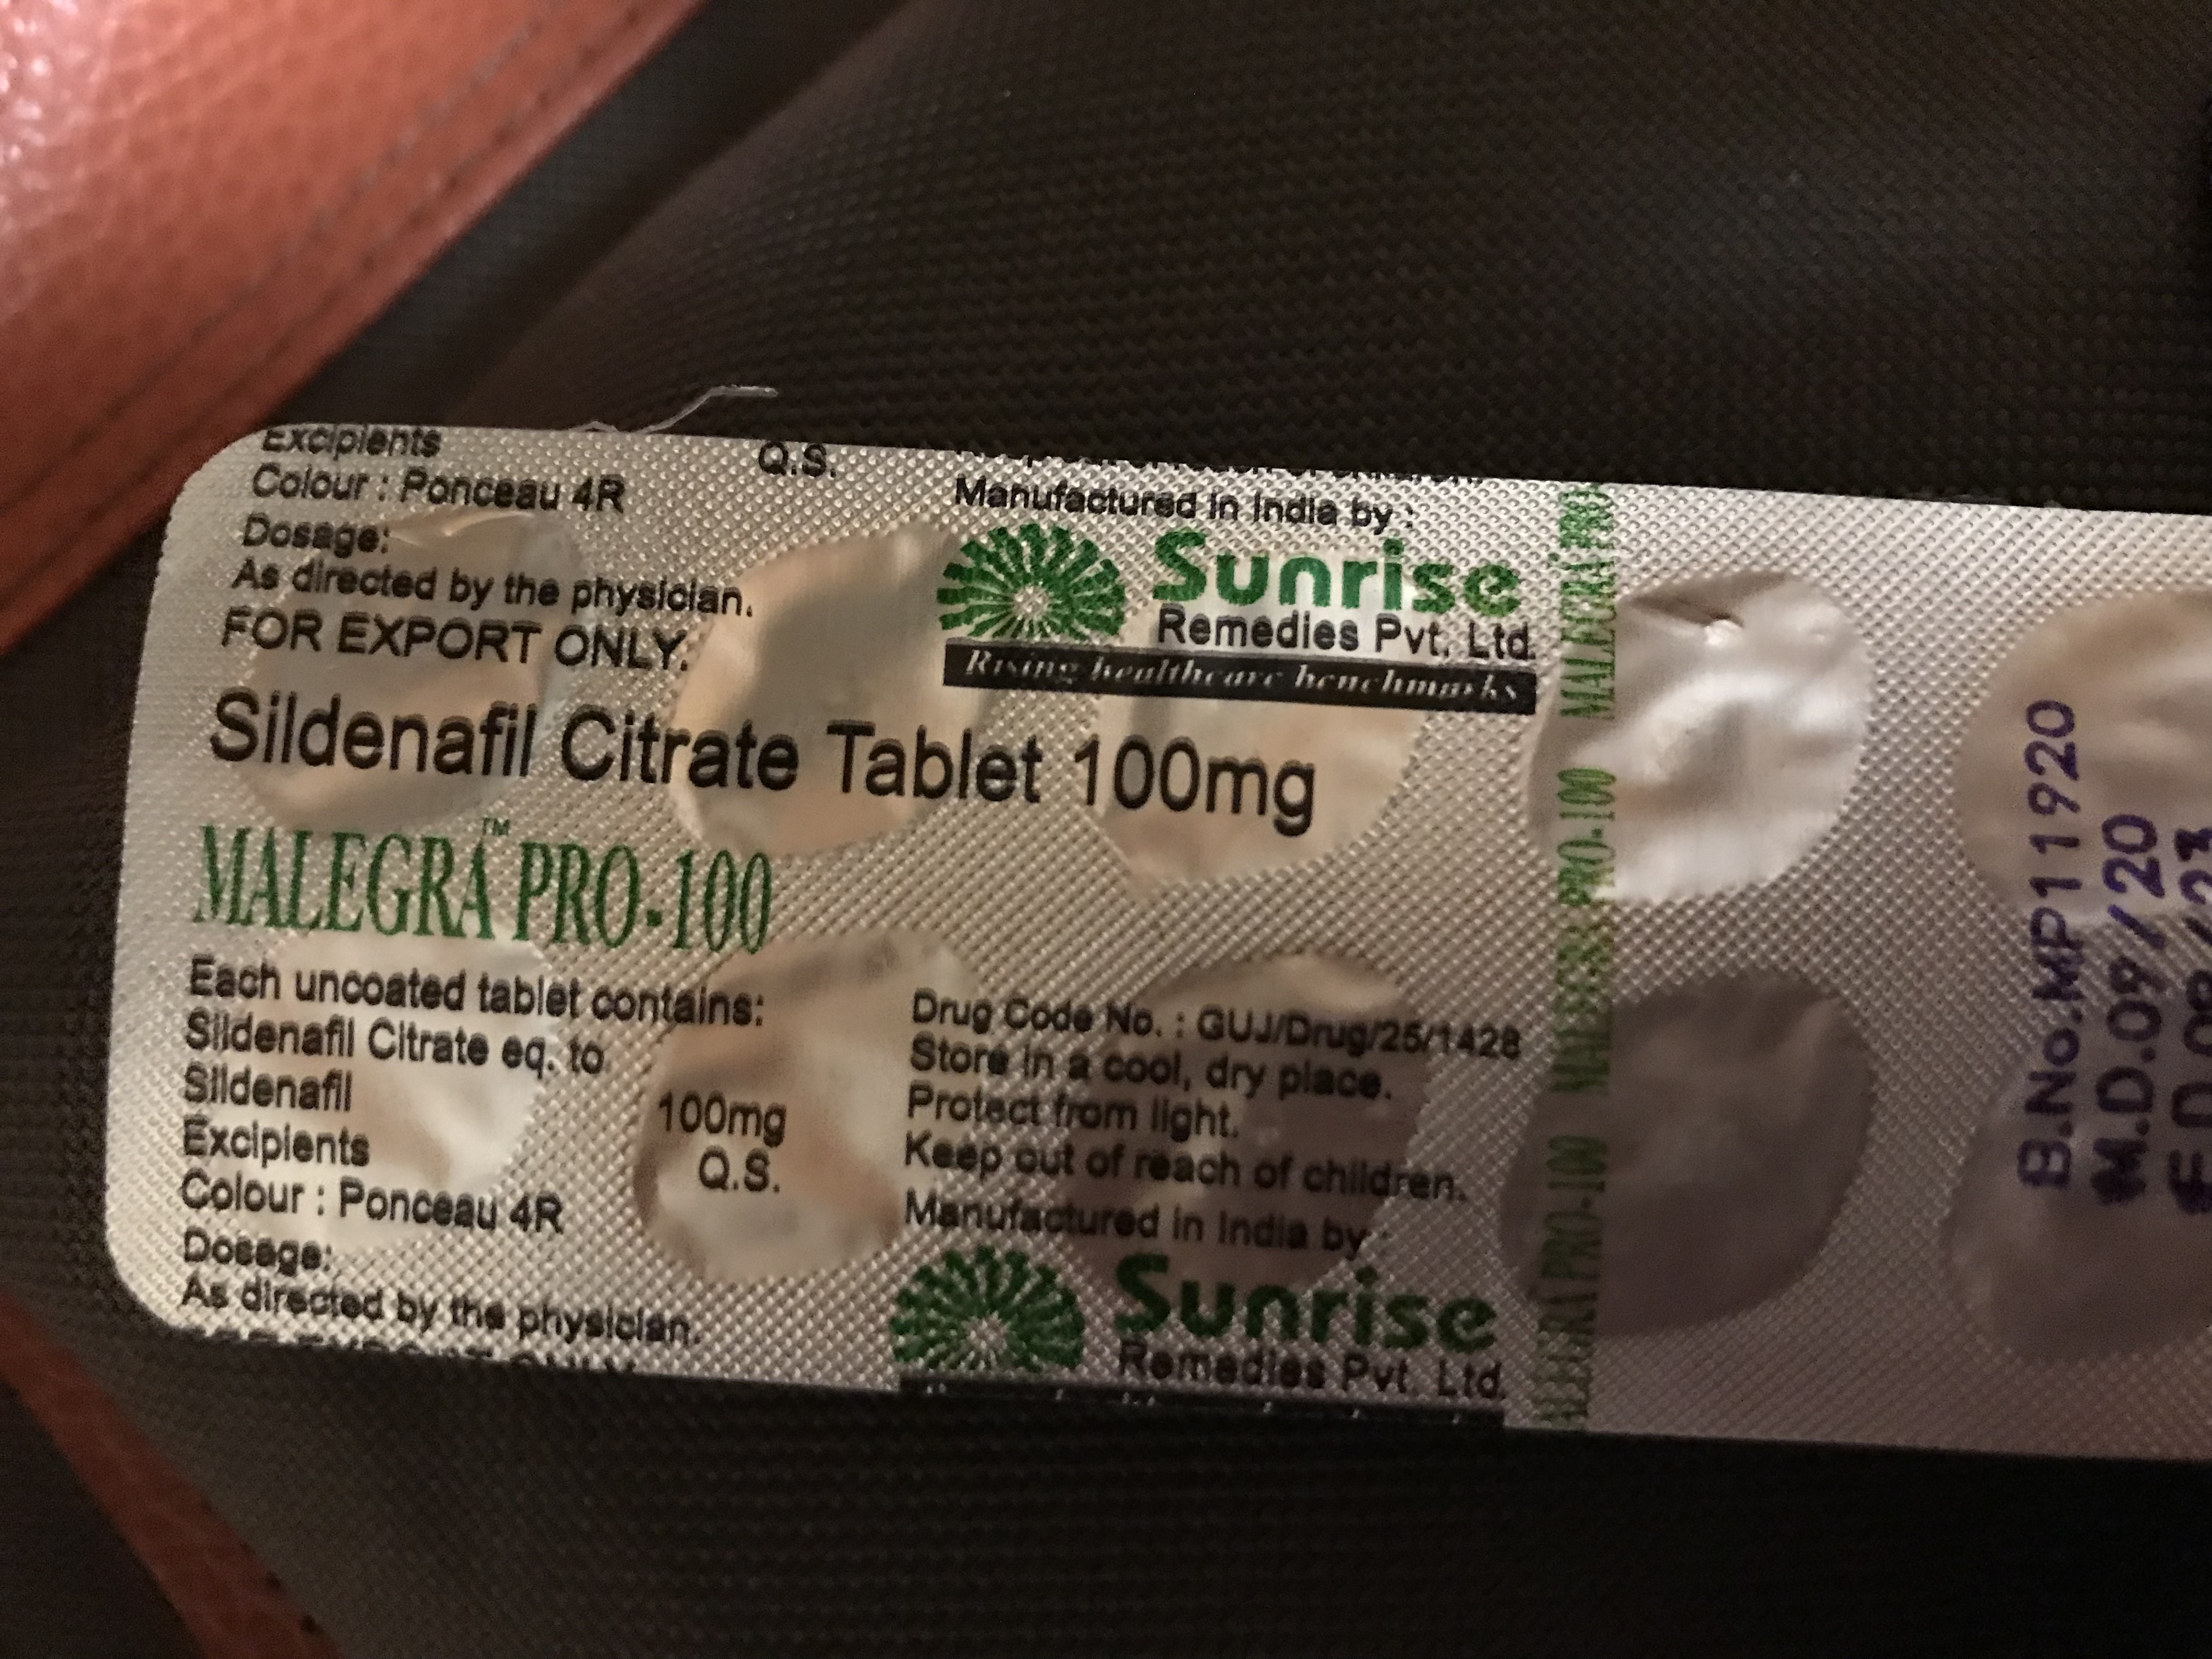 Excipients
Q.S.
Colour : Ponceau 4R
Dosage:
As directed by the physician.
FOR EXPORT ONLY.
Manufactured in India by :
Sunrise
Remedies Pvt. Ltd.
Rising healthcare benchmarks
Sildenafil Citrate Tablet 100mg
MALEGRA™ PRO-100
Each uncoated tablet contains:
Sildenafil Citrate eq. to
Sildenafil 100mg
Excipients Q.S.
Colour : Ponceau 4R
Dosage:
As directed by the physician.
Drug Code No. : GUJ/Drug/25/1428
Store in a cool, dry place.
Protect from light.
Keep out of reach of children.
Manufactured in India by :
Sunrise
Remedies Pvt. Ltd.
MALEGRA PRO-100 MALEGRA PRO-100 MALEGRA PRO
B.No.MP111920
M.D.09/20